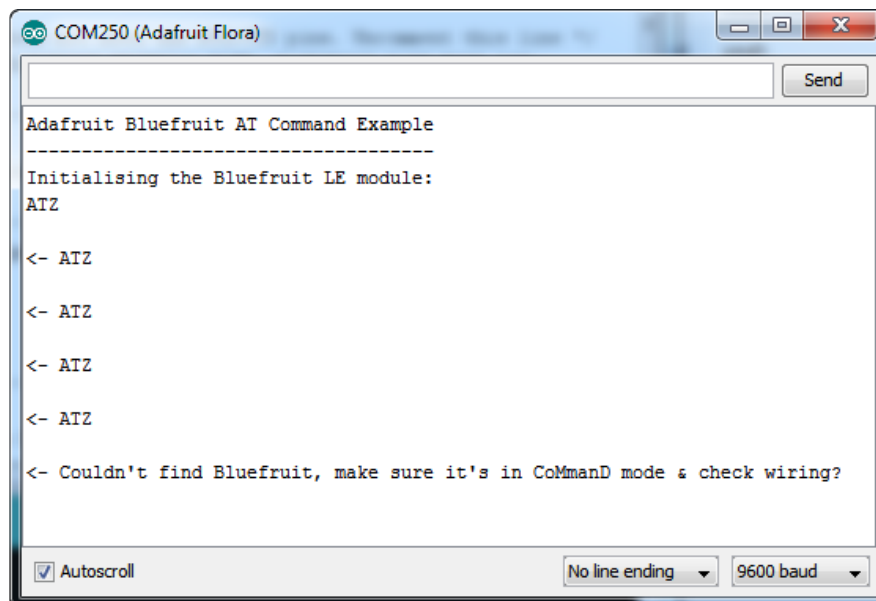 COM250 (Adafruit Flora)
Send
Adafruit Bluefruit AT Command Example
-------------------------------------
Initialising the Bluefruit LE module:
ATZ
<- ATZ
<- ATZ
<- ATZ
<- ATZ
<- Couldn't find Bluefruit, make sure it's in CoMmanD mode & check wiring?
Autoscroll No line ending 9600 baud